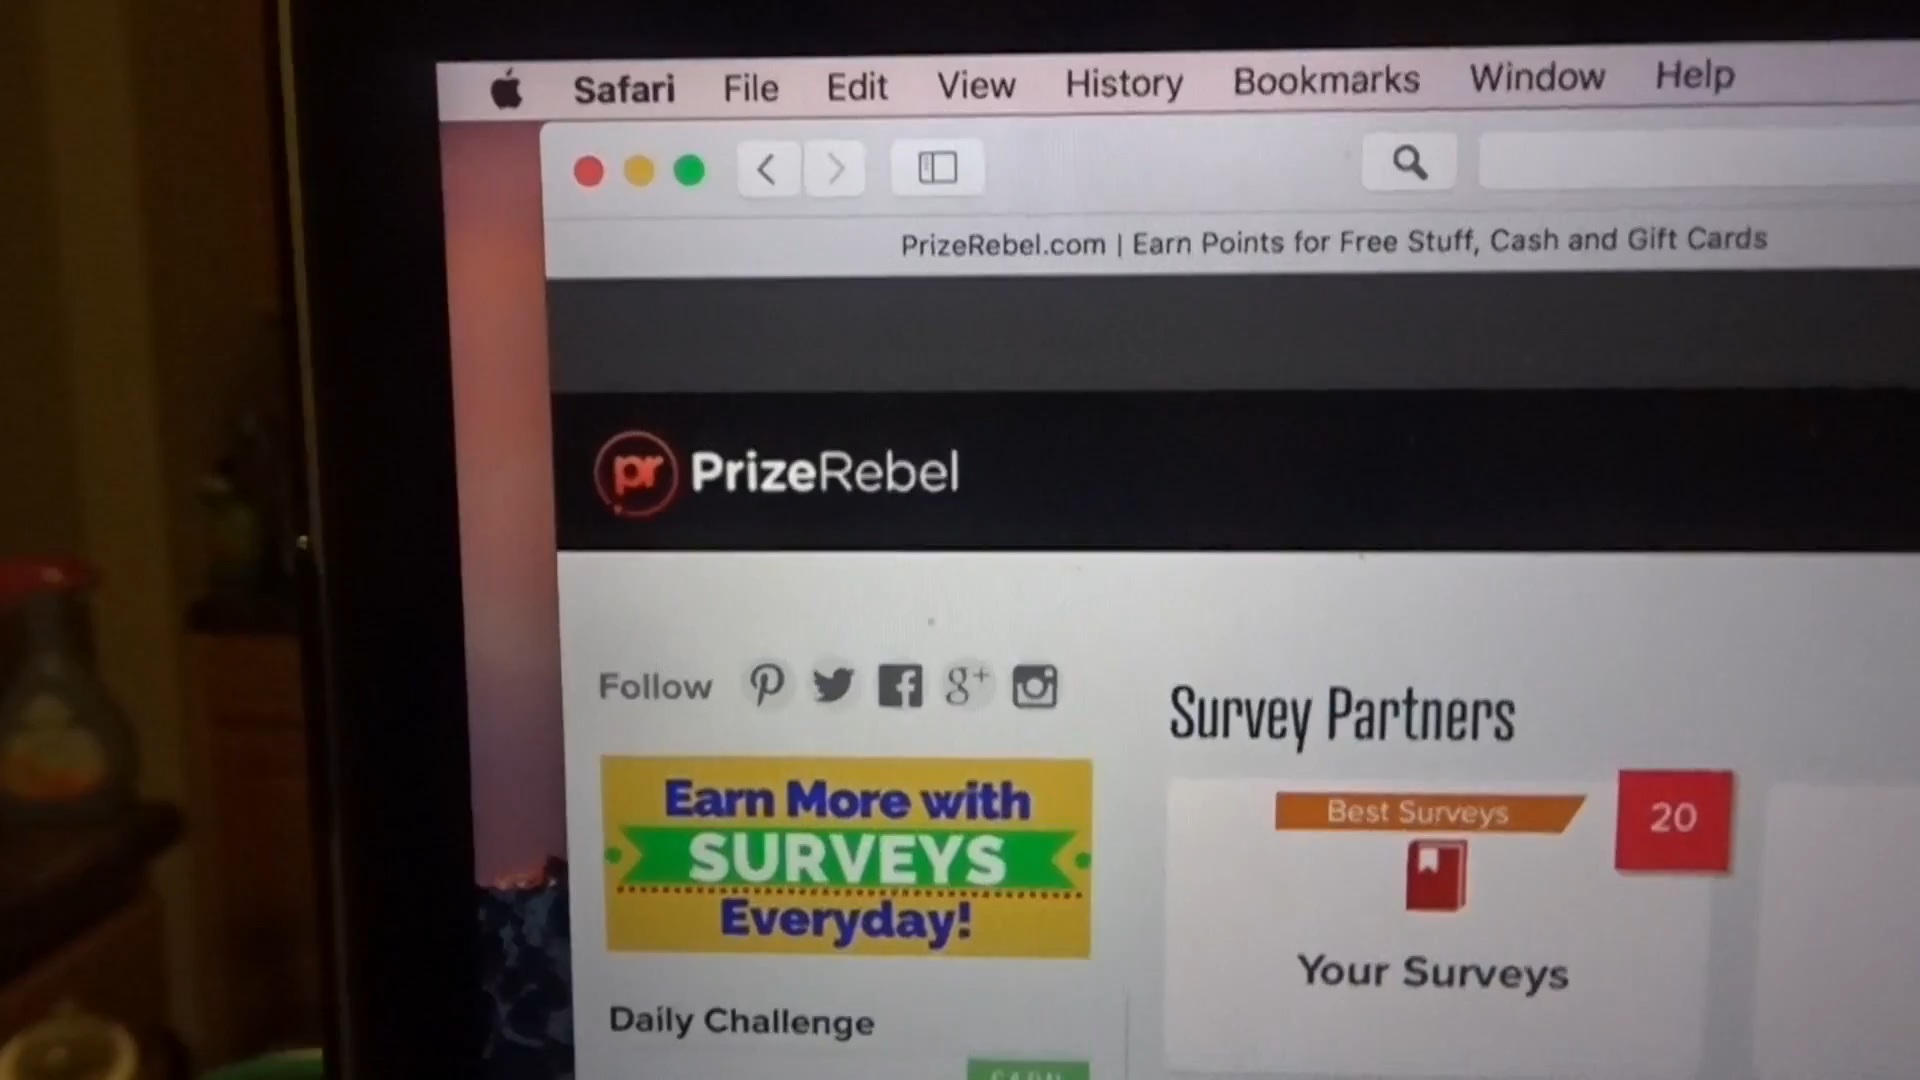 Safari File Edit View History Bookmarks Window Help
PrizeRebel.com | Earn Points for Free Stuff, Cash and Gift Cards
pr PrizeRebel
Follow
Survey Partners
Earn More with
SURVEYS
Everyday!
Best Surveys
20
Your Surveys
Daily Challenge